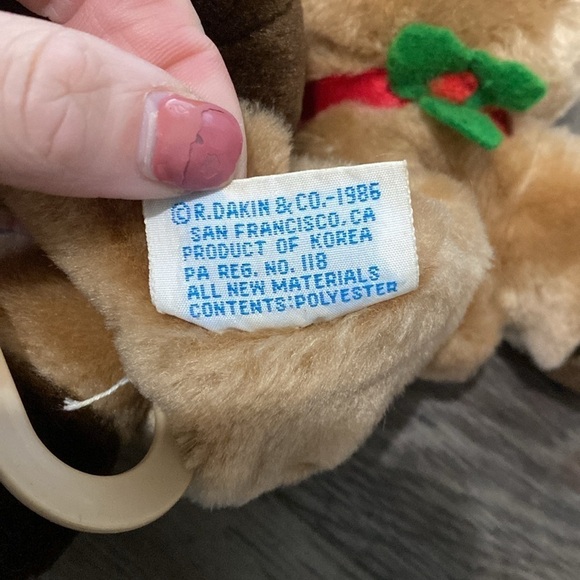 ©R.DAKIN & CO.-1986
SAN FRANCISCO, CA
PRODUCT OF KOREA
PA REG. NO. 118
ALL NEW MATERIALS
CONTENTS:POLYESTER